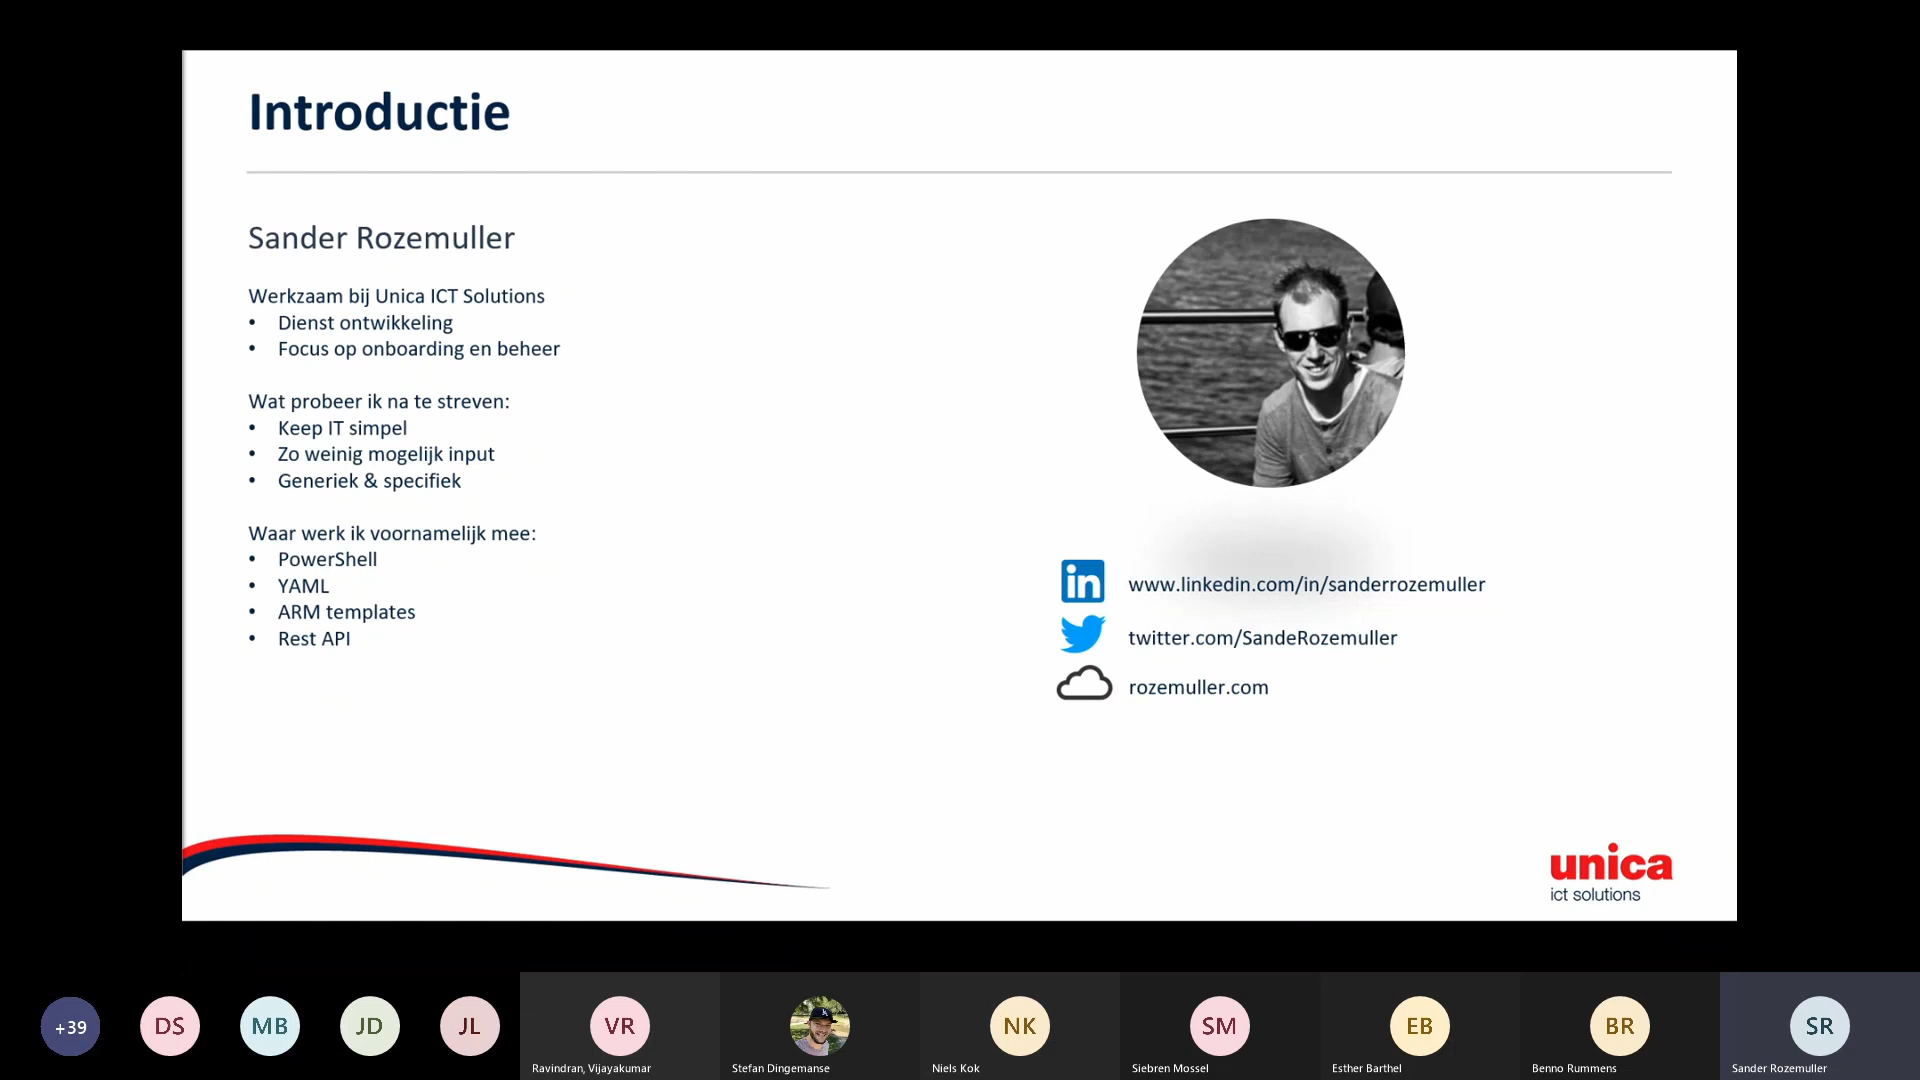 Introductie
Sander Rozemuller
Werkzaam bij Unica ICT Solutions
• Dienst ontwikkeling
• Focus op onboarding en beheer
Wat probeer ik na te streven:
• Keep IT simpel
• Zo weinig mogelijk input
• Generiek & specifiek
Waar werk ik voornamelijk mee:
• PowerShell
• YAML
• ARM templates
• Rest API
in www.linkedin.com/in/sanderrozemuller
twitter.com/SandeRozemuller
rozemuller.com
unica
ict solutions
+39 DS MB JD JL VR NK SM EB BR SR
Ravindran, Vijayakumar Stefan Dingemanse Niels Kok Siebren Mossel Esther Barthel Benno Rummens Sander Rozemuller